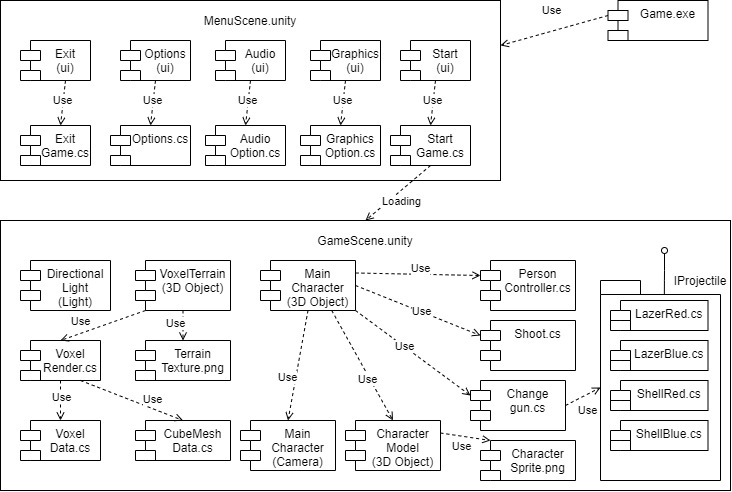 MenuScene.unity
Use
Game.exe
Exit
(ui)
Options
(ui)
Audio
(ui)
Graphics
(ui)
Start
(ui)
Use
Use
Use
Use
Use
Exit
Game.cs
Options.cs
Audio
Option.cs
Graphics
Option.cs
Start
Game.cs
Loading
GameScene.unity
Directional
Light
(Light)
VoxelTerrain
(3D Object)
Main
Character
(3D Object)
Use
Person
Controller.cs
IProjectile
Use
Use
Use
Shoot.cs
LazerRed.cs
Voxel
Render.cs
Terrain
Texture.png
Use
LazerBlue.cs
Use
Use
Use
Use
Change
gun.cs
Use
ShellRed.cs
Voxel
Data.cs
CubeMesh
Data.cs
Main
Character
(Camera)
Character
Model
(3D Object)
Use
Character
Sprite.png
ShellBlue.cs